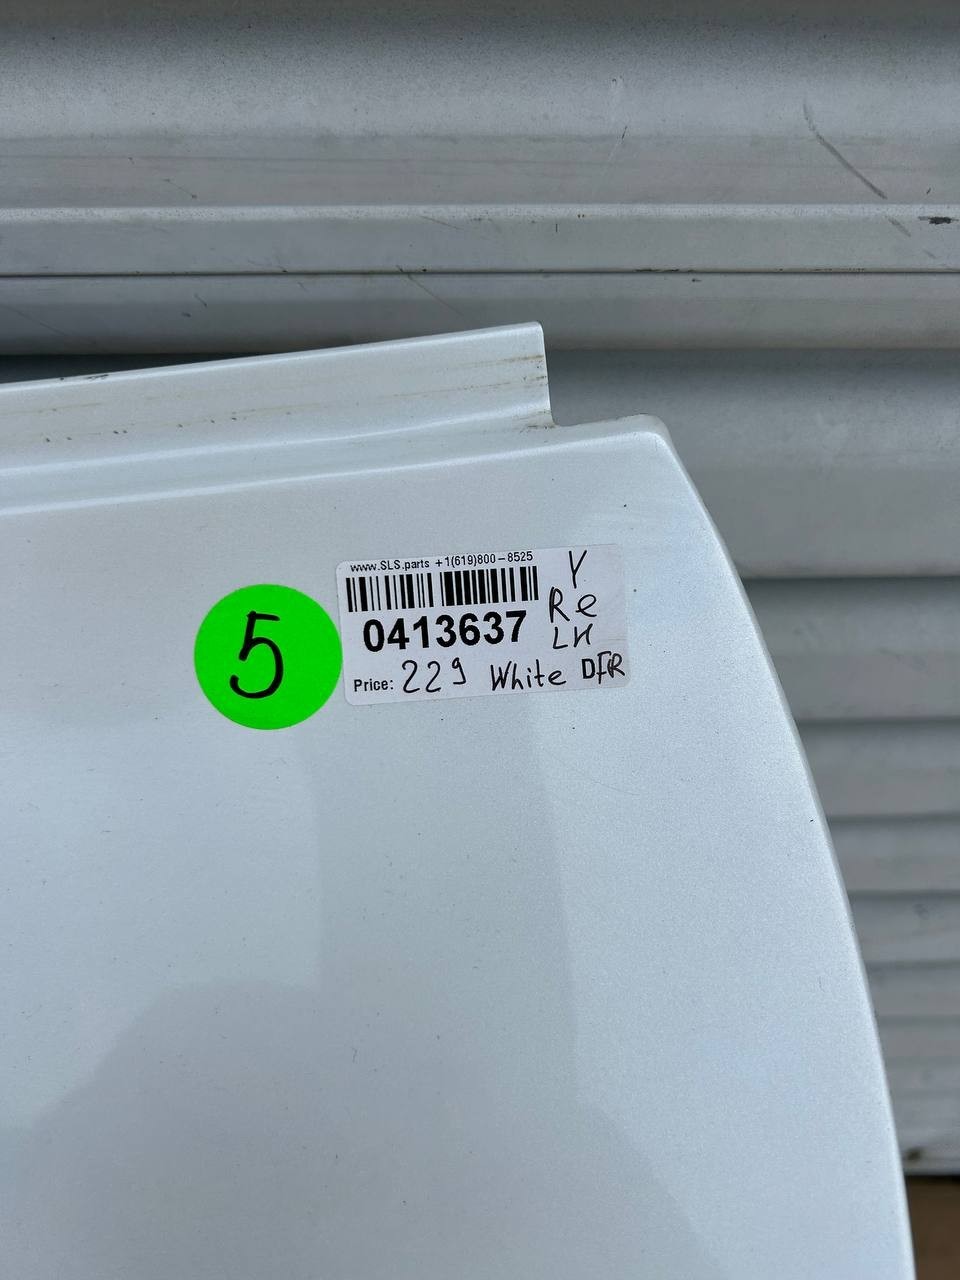 www.SLS.parts +1(619)800-8525
Y
Re
LH
0413637
Price: 229 White DFR
5